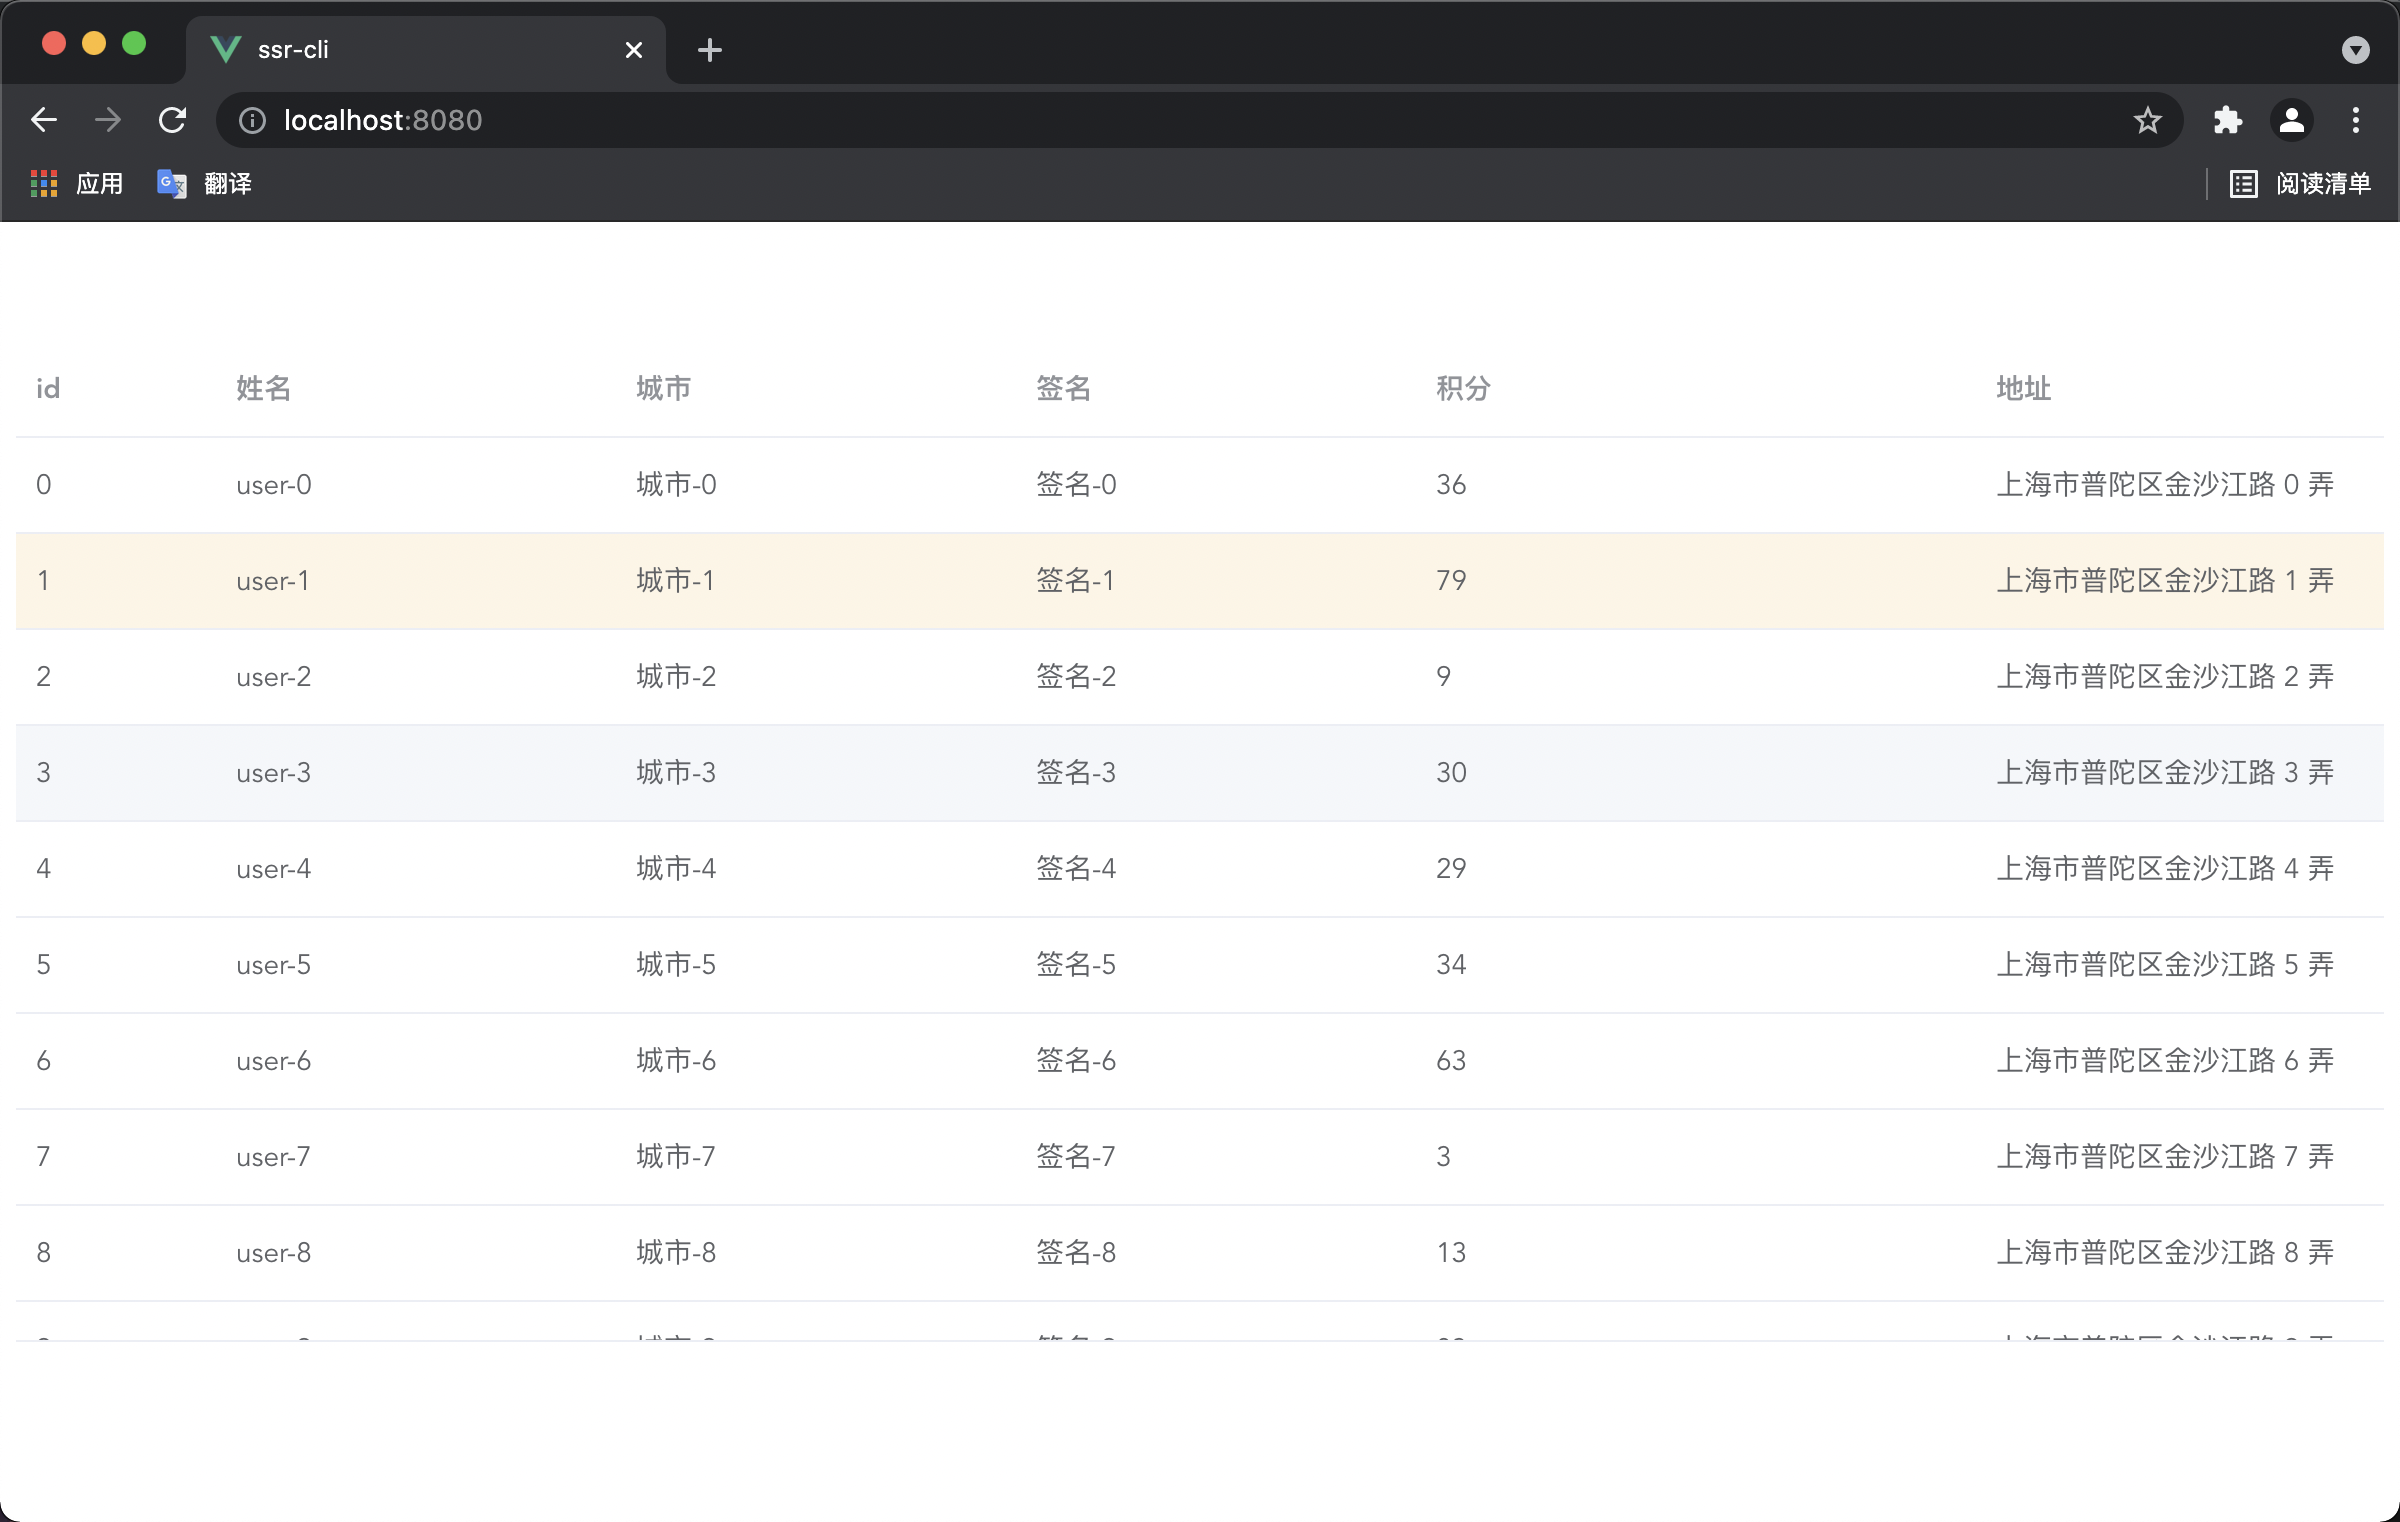 ssr-cli
localhost:8080
应用 翻译 阅读清单
id 姓名 城市 签名 积分 地址
0 user-0 城市-0 签名-0 36 上海市普陀区金沙江路 0 弄
1 user-1 城市-1 签名-1 79 上海市普陀区金沙江路 1 弄
2 user-2 城市-2 签名-2 9 上海市普陀区金沙江路 2 弄
3 user-3 城市-3 签名-3 30 上海市普陀区金沙江路 3 弄
4 user-4 城市-4 签名-4 29 上海市普陀区金沙江路 4 弄
5 user-5 城市-5 签名-5 34 上海市普陀区金沙江路 5 弄
6 user-6 城市-6 签名-6 63 上海市普陀区金沙江路 6 弄
7 user-7 城市-7 签名-7 3 上海市普陀区金沙江路 7 弄
8 user-8 城市-8 签名-8 13 上海市普陀区金沙江路 8 弄